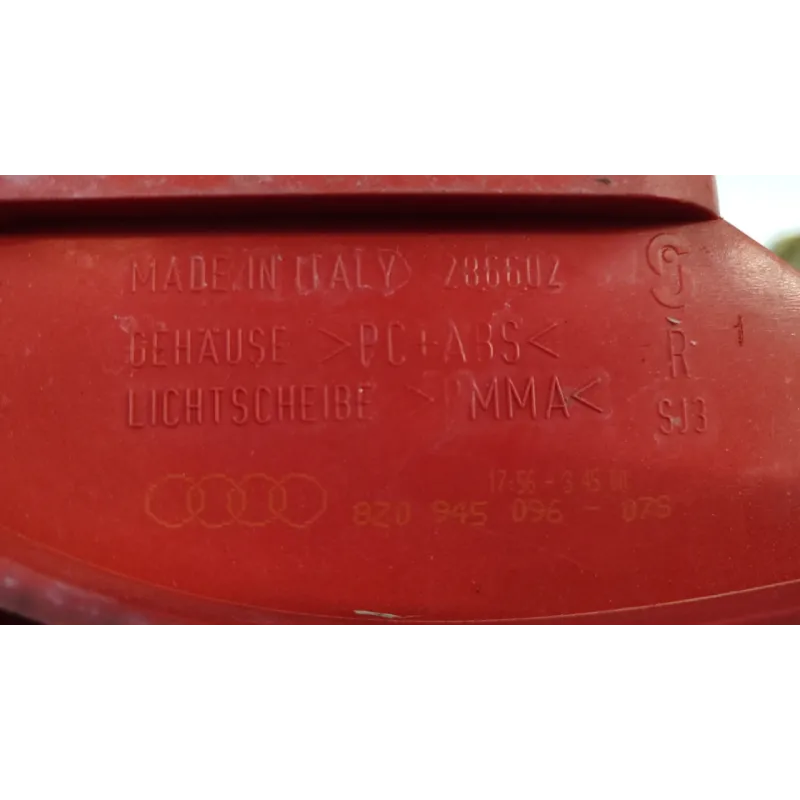 MADE IN ITALY 286602
GEHÄUSE >PC+ABS<
R
LICHTSCHEIBE >PMMA<
SJ3
8Z0 945 096